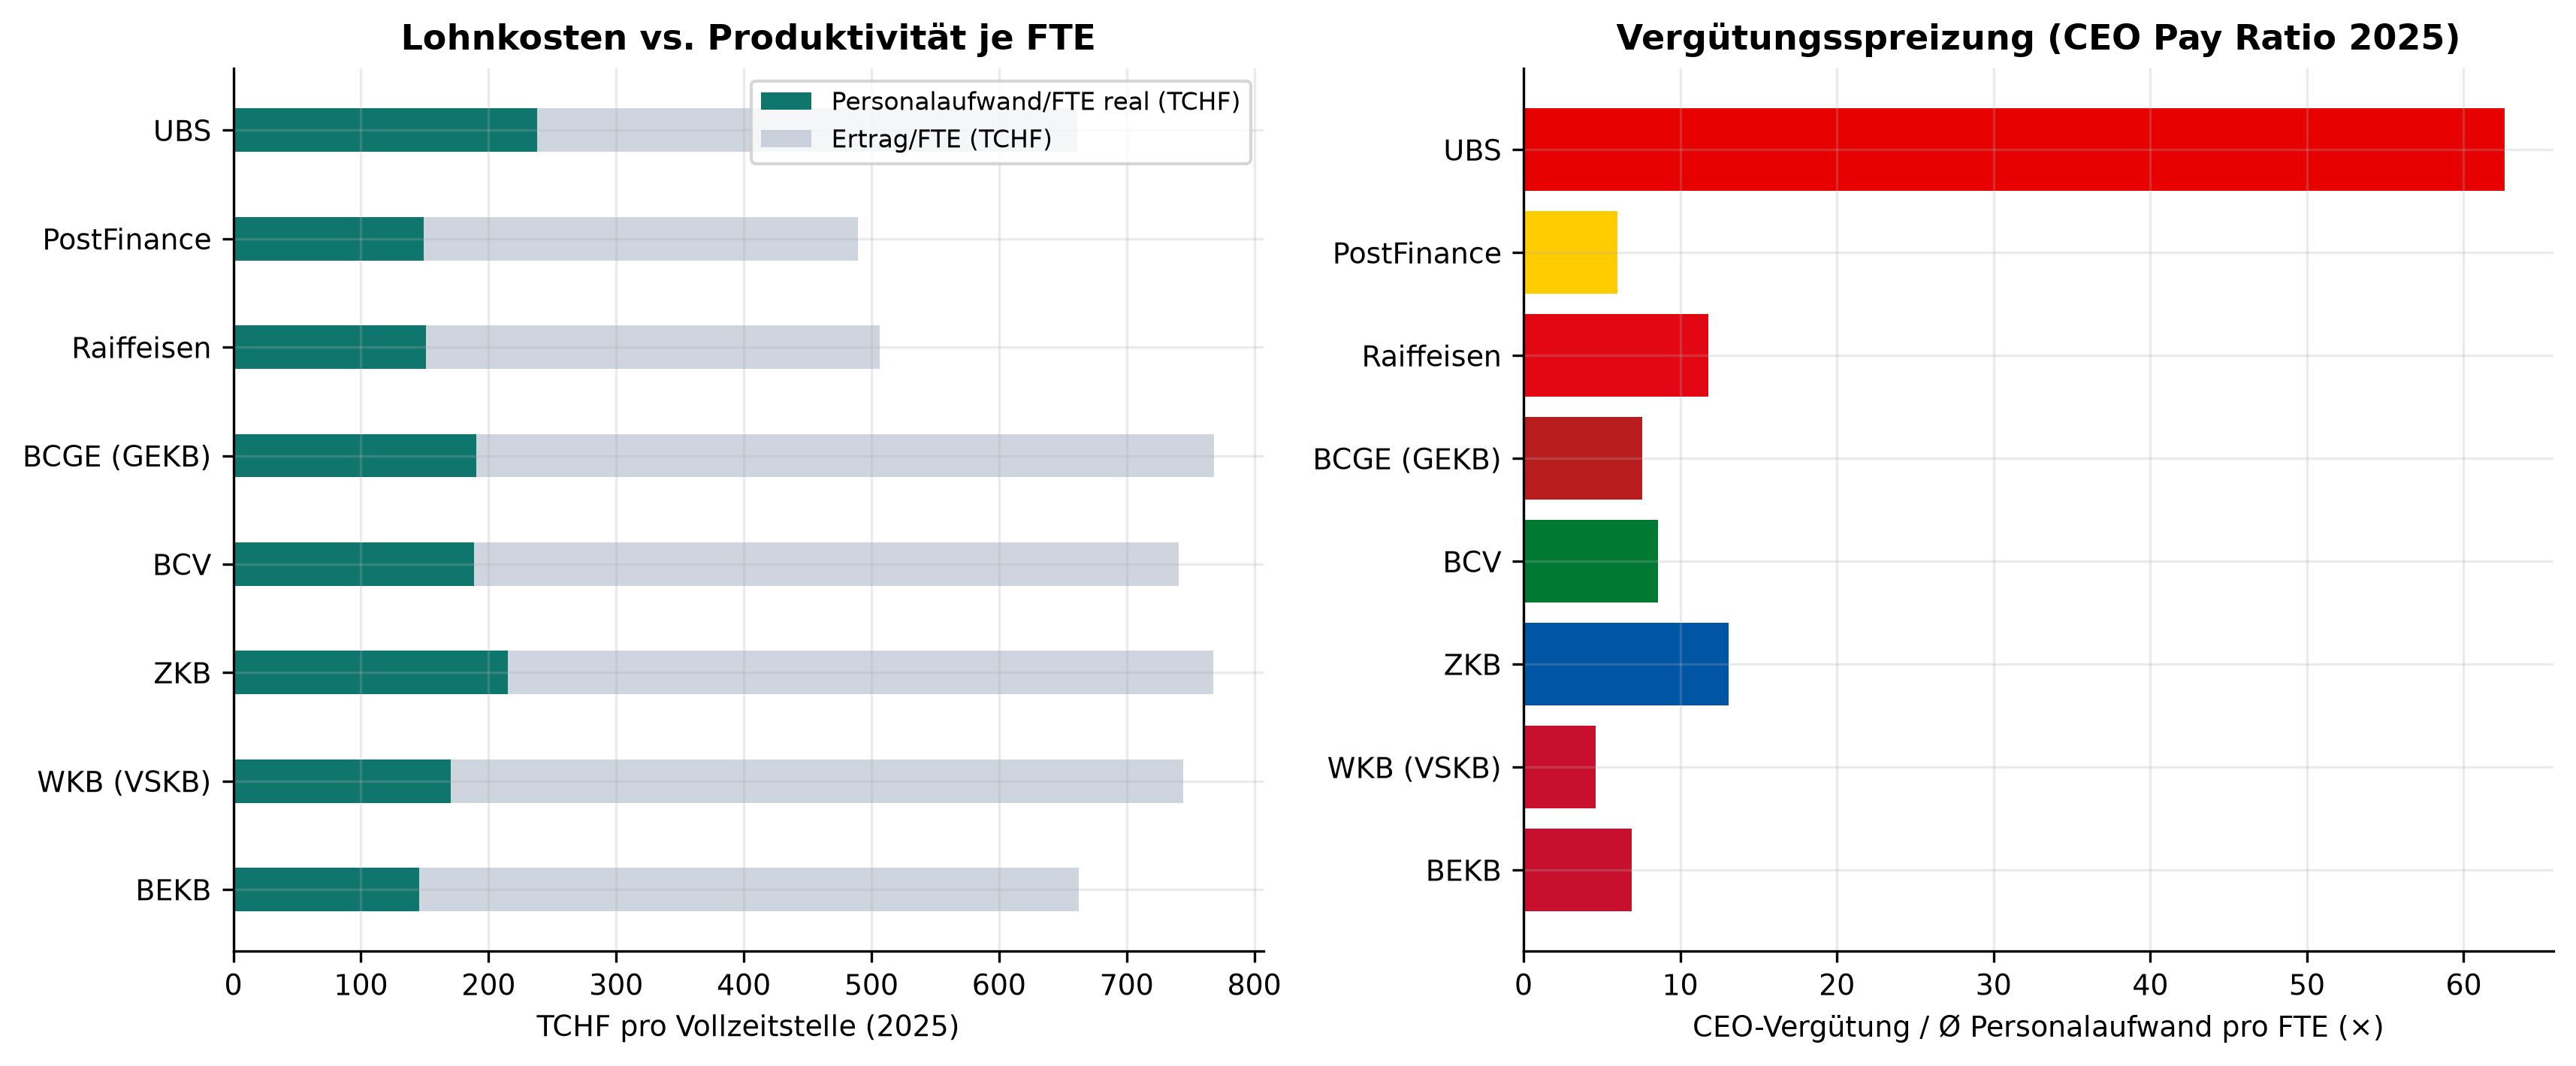 Lohnkosten vs. Produktivität je FTE
Personalaufwand/FTE real (TCHF)
Ertrag/FTE (TCHF)
UBS
PostFinance
Raiffeisen
BCGE (GEKB)
BCV
ZKB
WKB (VSKB)
BEKB
0 100 200 300 400 500 600 700 800
TCHF pro Vollzeitstelle (2025)
Vergütungsspreizung (CEO Pay Ratio 2025)
UBS
PostFinance
Raiffeisen
BCGE (GEKB)
BCV
ZKB
WKB (VSKB)
BEKB
0 10 20 30 40 50 60
CEO-Vergütung / Ø Personalaufwand pro FTE (×)